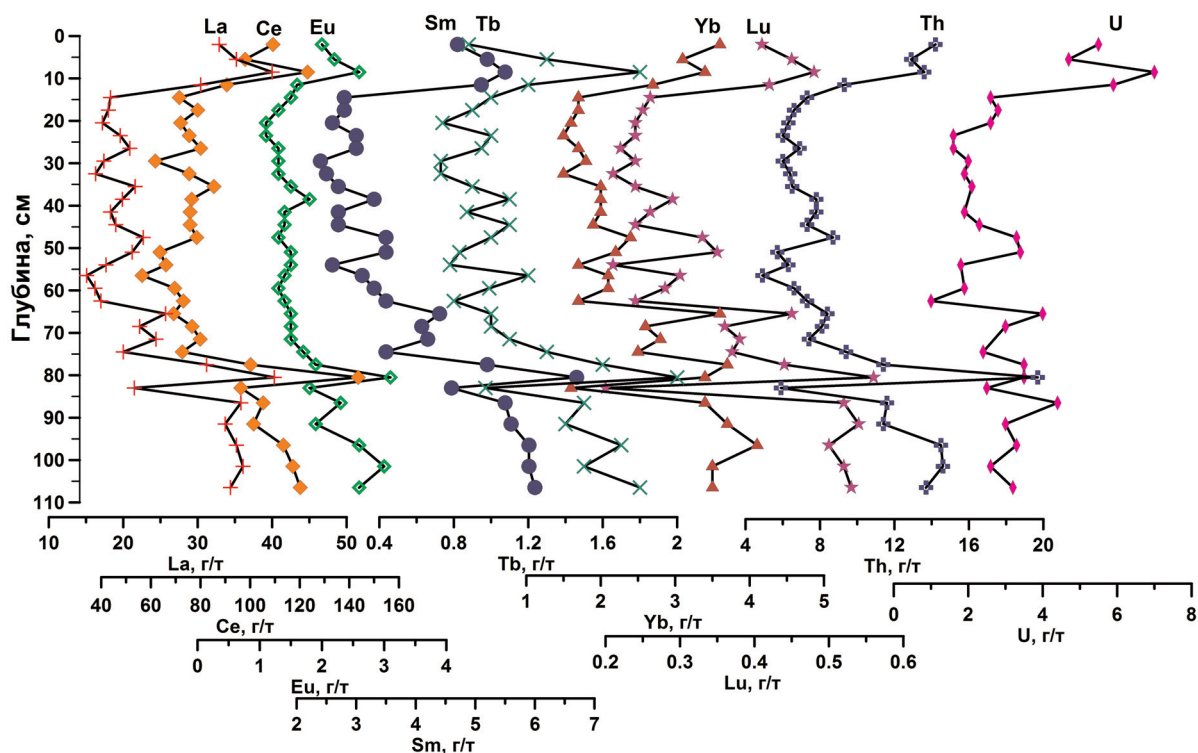 La Ce Eu Sm Tb Yb Lu Th U
0
10
20
30
40
50
60
70
80
90
100
110
Глубина, см
10 20 30 40 50
La, г/т
0.4 0.8 1.2 1.6 2
Tb, г/т
4 8 12 16 20
Th, г/т
40 60 80 100 120 140 160
Ce, г/т
1 2 3 4 5
Yb, г/т
0 2 4 6 8
U, г/т
0 1 2 3 4
Eu, г/т
0.2 0.3 0.4 0.5 0.6
Lu, г/т
2 3 4 5 6 7
Sm, г/т